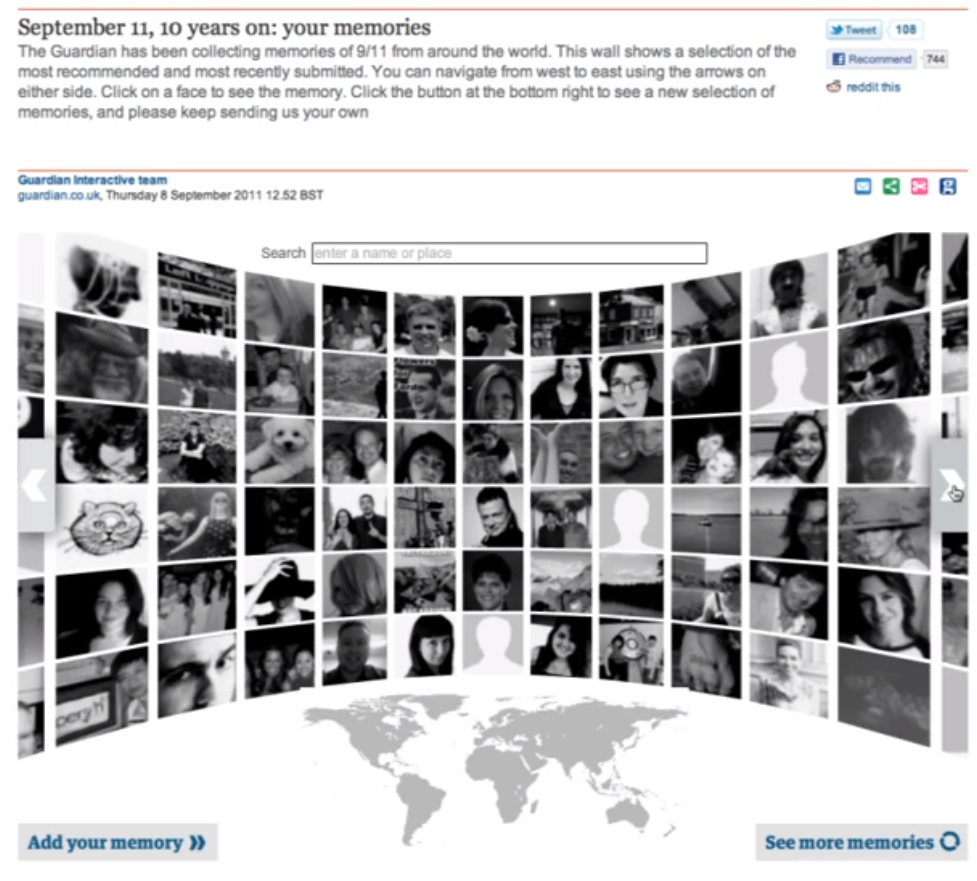 September 11, 10 years on: your memories
The Guardian has been collecting memories of 9/11 from around the world. This wall shows a selection of the
most recommended and most recently submitted. You can navigate from west to east using the arrows on
either side. Click on a face to see the memory. Click the button at the bottom right to see a new selection of
memories, and please keep sending us your own
Tweet 108
Recommend 744
reddit this
Guardian Interactive team
guardian.co.uk, Thursday 8 September 2011 12.52 BST
Search enter a name or place
Add your memory »
See more memories